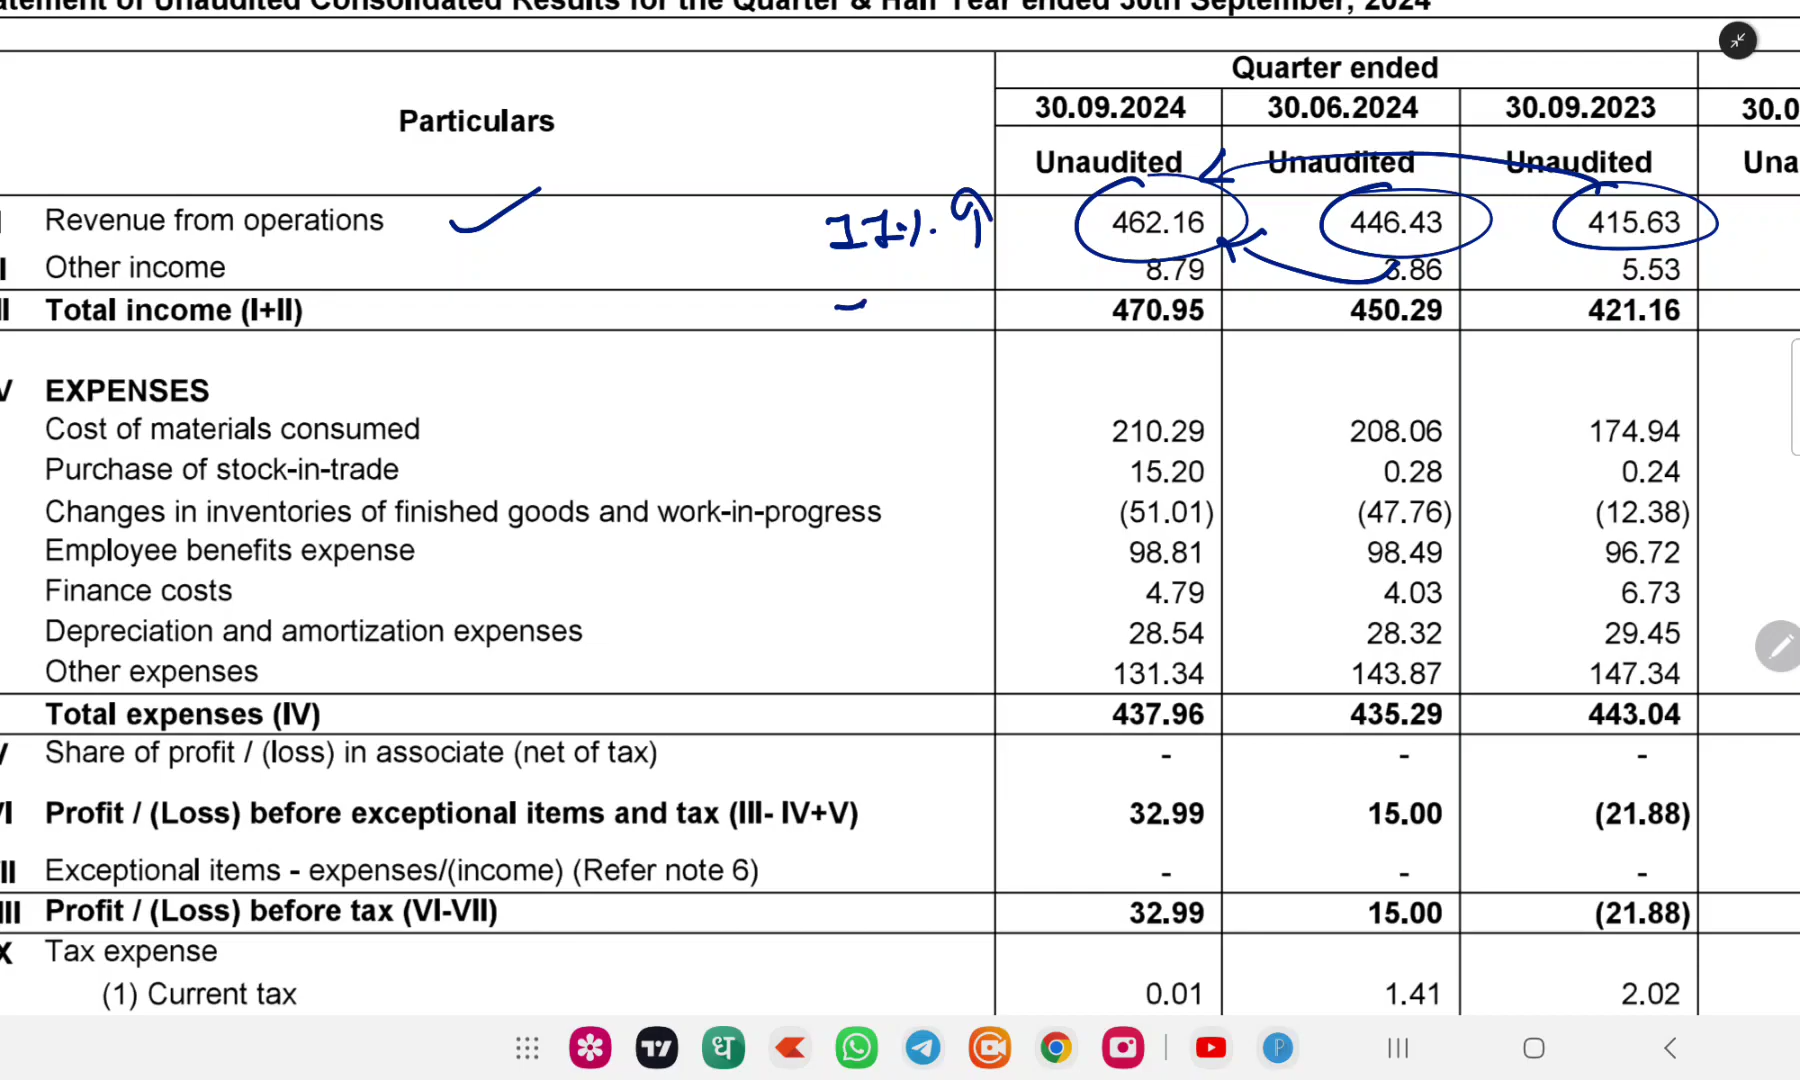 Statement of Unaudited Consolidated Results for the Quarter & Half Year ended 30th September, 2024
Particulars
Quarter ended
30.09.2024 30.06.2024 30.09.2023 30.0
Unaudited Unaudited Unaudited Una
Revenue from operations 462.16 446.43 415.63
Other income 8.79 3.86 5.53
Total income (I+II) 470.95 450.29 421.16
EXPENSES
Cost of materials consumed 210.29 208.06 174.94
Purchase of stock-in-trade 15.20 0.28 0.24
Changes in inventories of finished goods and work-in-progress (51.01) (47.76) (12.38)
Employee benefits expense 98.81 98.49 96.72
Finance costs 4.79 4.03 6.73
Depreciation and amortization expenses 28.54 28.32 29.45
Other expenses 131.34 143.87 147.34
Total expenses (IV) 437.96 435.29 443.04
Share of profit / (loss) in associate (net of tax) - - -
Profit / (Loss) before exceptional items and tax (III- IV+V) 32.99 15.00 (21.88)
Exceptional items - expenses/(income) (Refer note 6) - - -
Profit / (Loss) before tax (VI-VII) 32.99 15.00 (21.88)
Tax expense
(1) Current tax 0.01 1.41 2.02